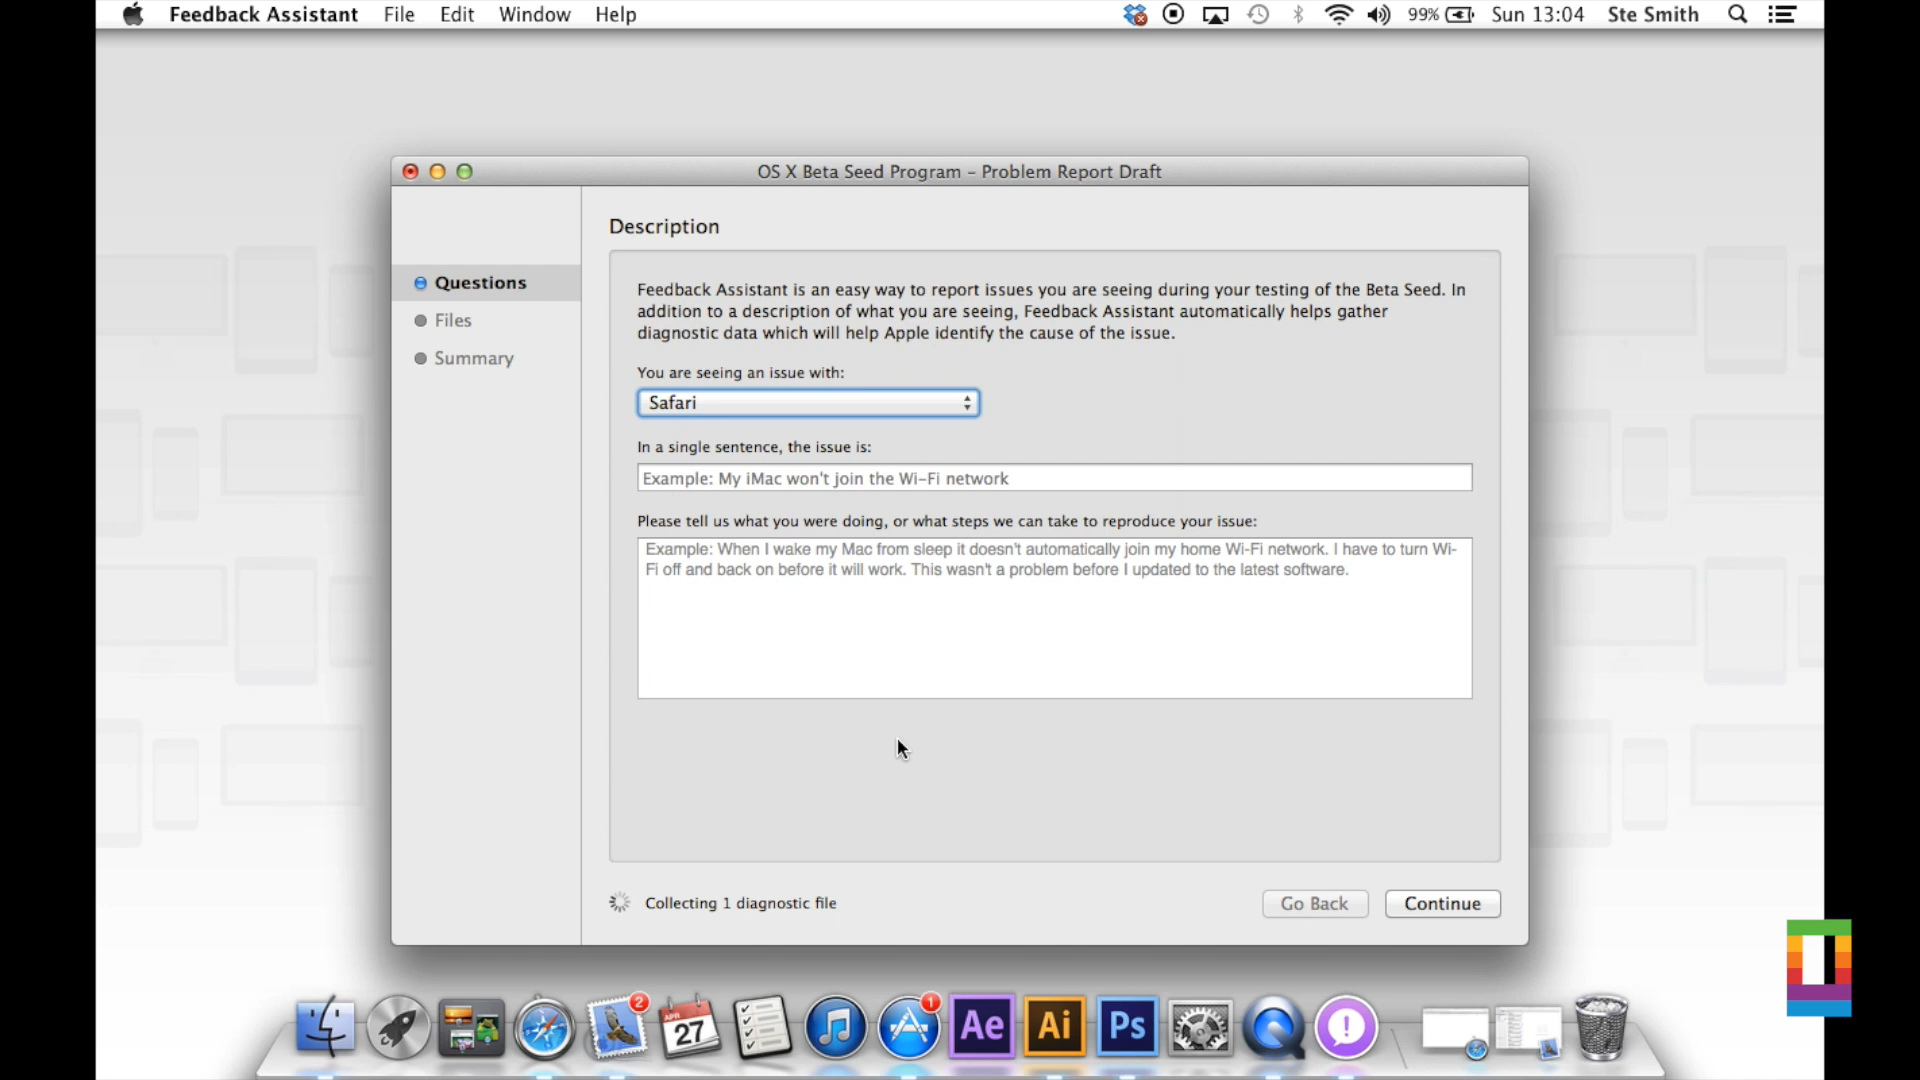 Feedback Assistant File Edit Window Help 99% Sun 13:04 Ste Smith
OS X Beta Seed Program – Problem Report Draft
Description
Questions
Files
Summary
Feedback Assistant is an easy way to report issues you are seeing during your testing of the Beta Seed. In
addition to a description of what you are seeing, Feedback Assistant automatically helps gather
diagnostic data which will help Apple identify the cause of the issue.
You are seeing an issue with:
Safari
In a single sentence, the issue is:
Example: My iMac won't join the Wi-Fi network
Please tell us what you were doing, or what steps we can take to reproduce your issue:
Example: When I wake my Mac from sleep it doesn't automatically join my home Wi-Fi network. I have to turn Wi-
Fi off and back on before it will work. This wasn't a problem before I updated to the latest software.
Collecting 1 diagnostic file
Go Back
Continue
2
APR
27
1
Ae
Ai
Ps
!